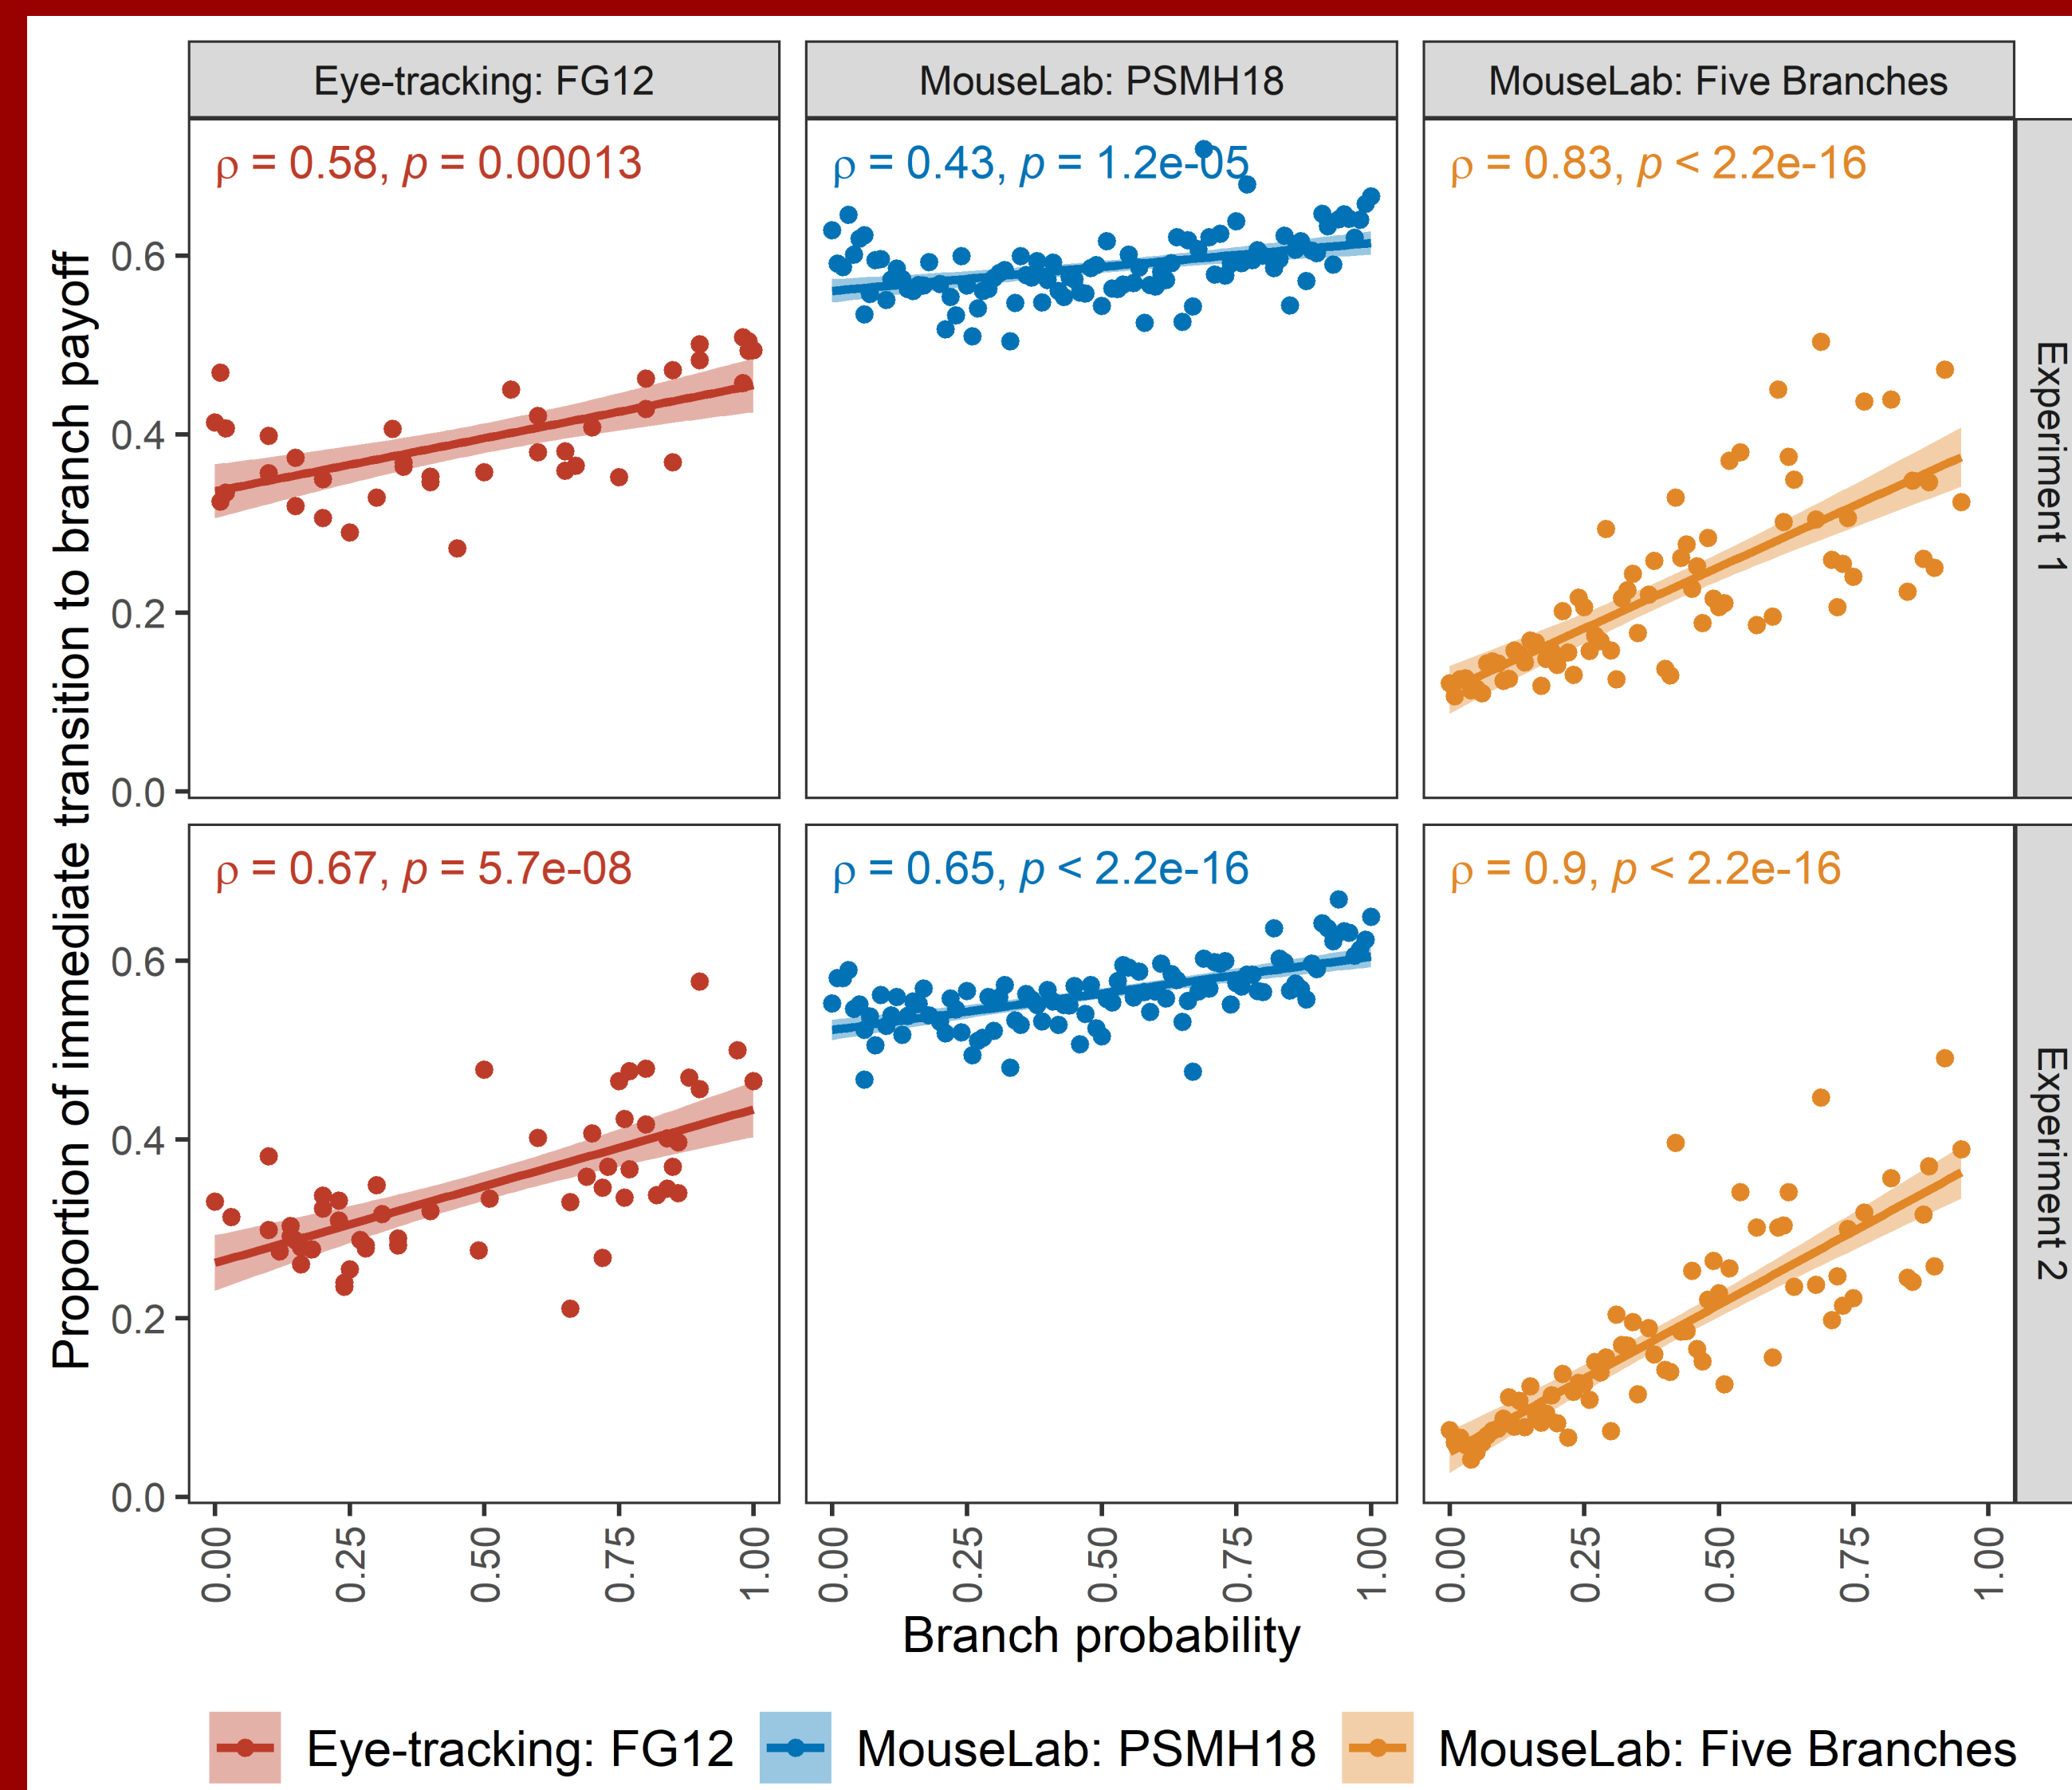 Eye-tracking: FG12
MouseLab: PSMH18
MouseLab: Five Branches
ρ = 0.58, p = 0.00013
ρ = 0.43, p = 1.2e-05
ρ = 0.83, p < 2.2e-16
Experiment 1
0.6
0.4
0.2
0.0
Proportion of immediate transition to branch payoff
ρ = 0.67, p = 5.7e-08
ρ = 0.65, p < 2.2e-16
ρ = 0.9, p < 2.2e-16
Experiment 2
0.6
0.4
0.2
0.0
0.00 0.25 0.50 0.75 1.00
0.00 0.25 0.50 0.75 1.00
0.00 0.25 0.50 0.75 1.00
Branch probability
Eye-tracking: FG12
MouseLab: PSMH18
MouseLab: Five Branches